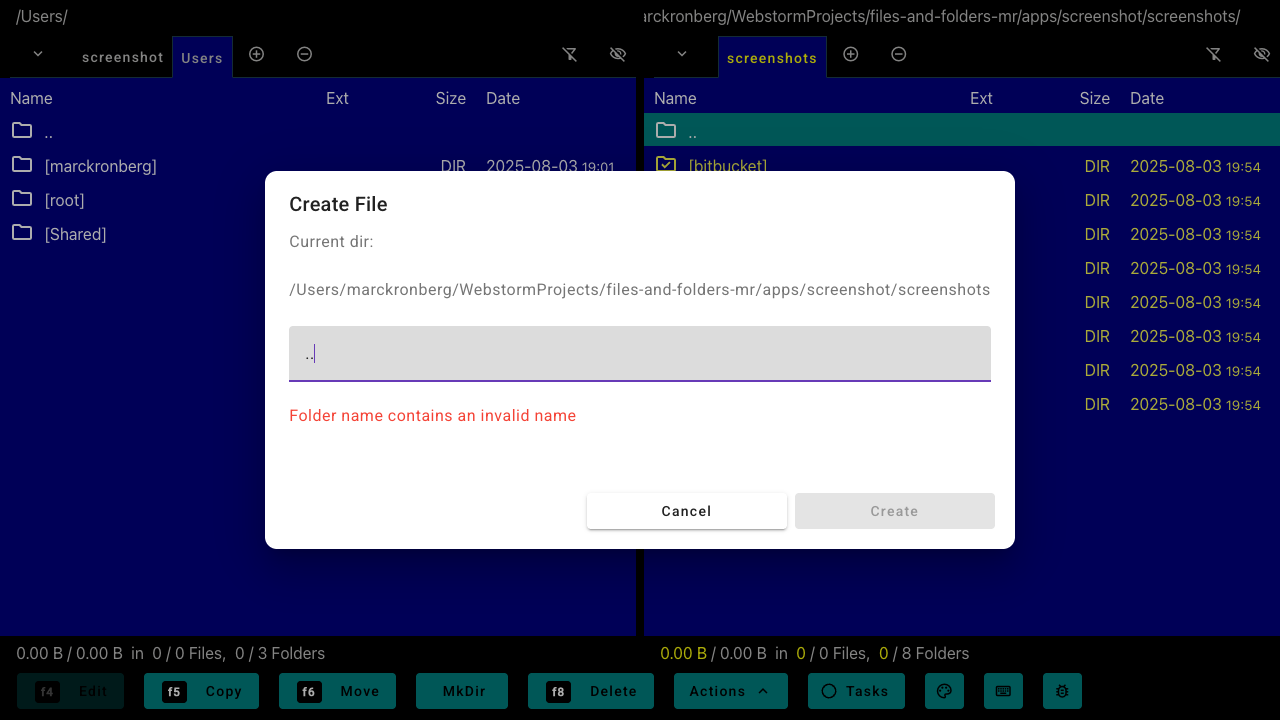 /Users/
arckronberg/WebstormProjects/files-and-folders-mr/apps/screenshot/screenshots/
screenshot Users
screenshots
Name Ext Size Date
Name Ext Size Date
..
..
[marckronberg] DIR 2025-08-03 19:01
[bitbucket] DIR 2025-08-03 19:54
[root]
DIR 2025-08-03 19:54
[Shared]
DIR 2025-08-03 19:54
DIR 2025-08-03 19:54
DIR 2025-08-03 19:54
DIR 2025-08-03 19:54
DIR 2025-08-03 19:54
DIR 2025-08-03 19:54
Create File
Current dir:
/Users/marckronberg/WebstormProjects/files-and-folders-mr/apps/screenshot/screenshots
..
Folder name contains an invalid name
Cancel Create
0.00 B / 0.00 B in 0 / 0 Files, 0 / 3 Folders
0.00 B / 0.00 B in 0 / 0 Files, 0 / 8 Folders
f4 Edit f5 Copy f6 Move MkDir f8 Delete Actions Tasks